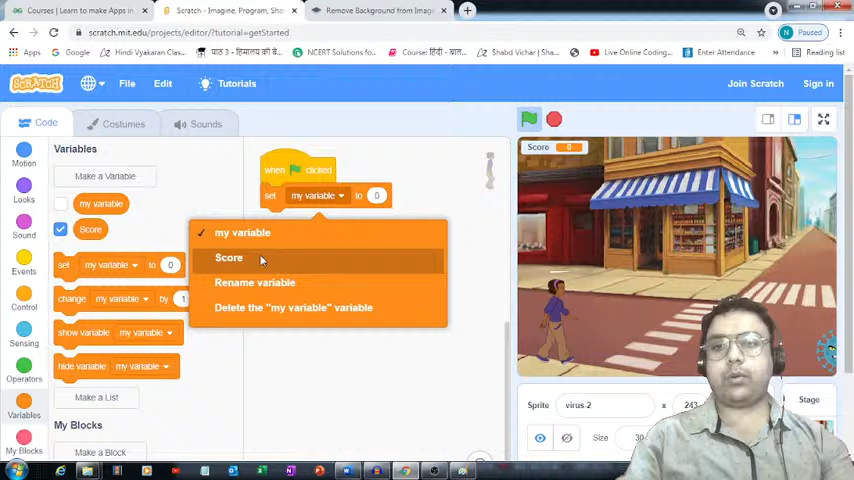 Courses | Learn to make Apps in
Scratch - Imagine, Program, Sha
Remove Background from Imag
scratch.mit.edu/projects/editor/?tutorial=getStarted
N Paused
Apps
Hindi Vyakaran Class
पाठ 3 - हिमालय की बे
NCERT Solutions for
Course: हिंदी - बाल
Shabd Vichar | Sha
Live Online Coding
Enter Attendance
Reading list
SCRATCH File Edit Tutorials Join Scratch Sign in
Code Costumes Sounds
Motion
Looks
Sound
Events
Control
Sensing
Operators
Variables
My Blocks
Variables
Make a Variable
my variable
Score
set my variable to 0
change my variable by 1
show variable my variable
hide variable my variable
Make a List
My Blocks
Make a Block
when clicked
set my variable to 0
my variable
Score
Rename variable
Delete the "my variable" variable
Score 0
Sprite virus-2 x 243
Size 30
Stage